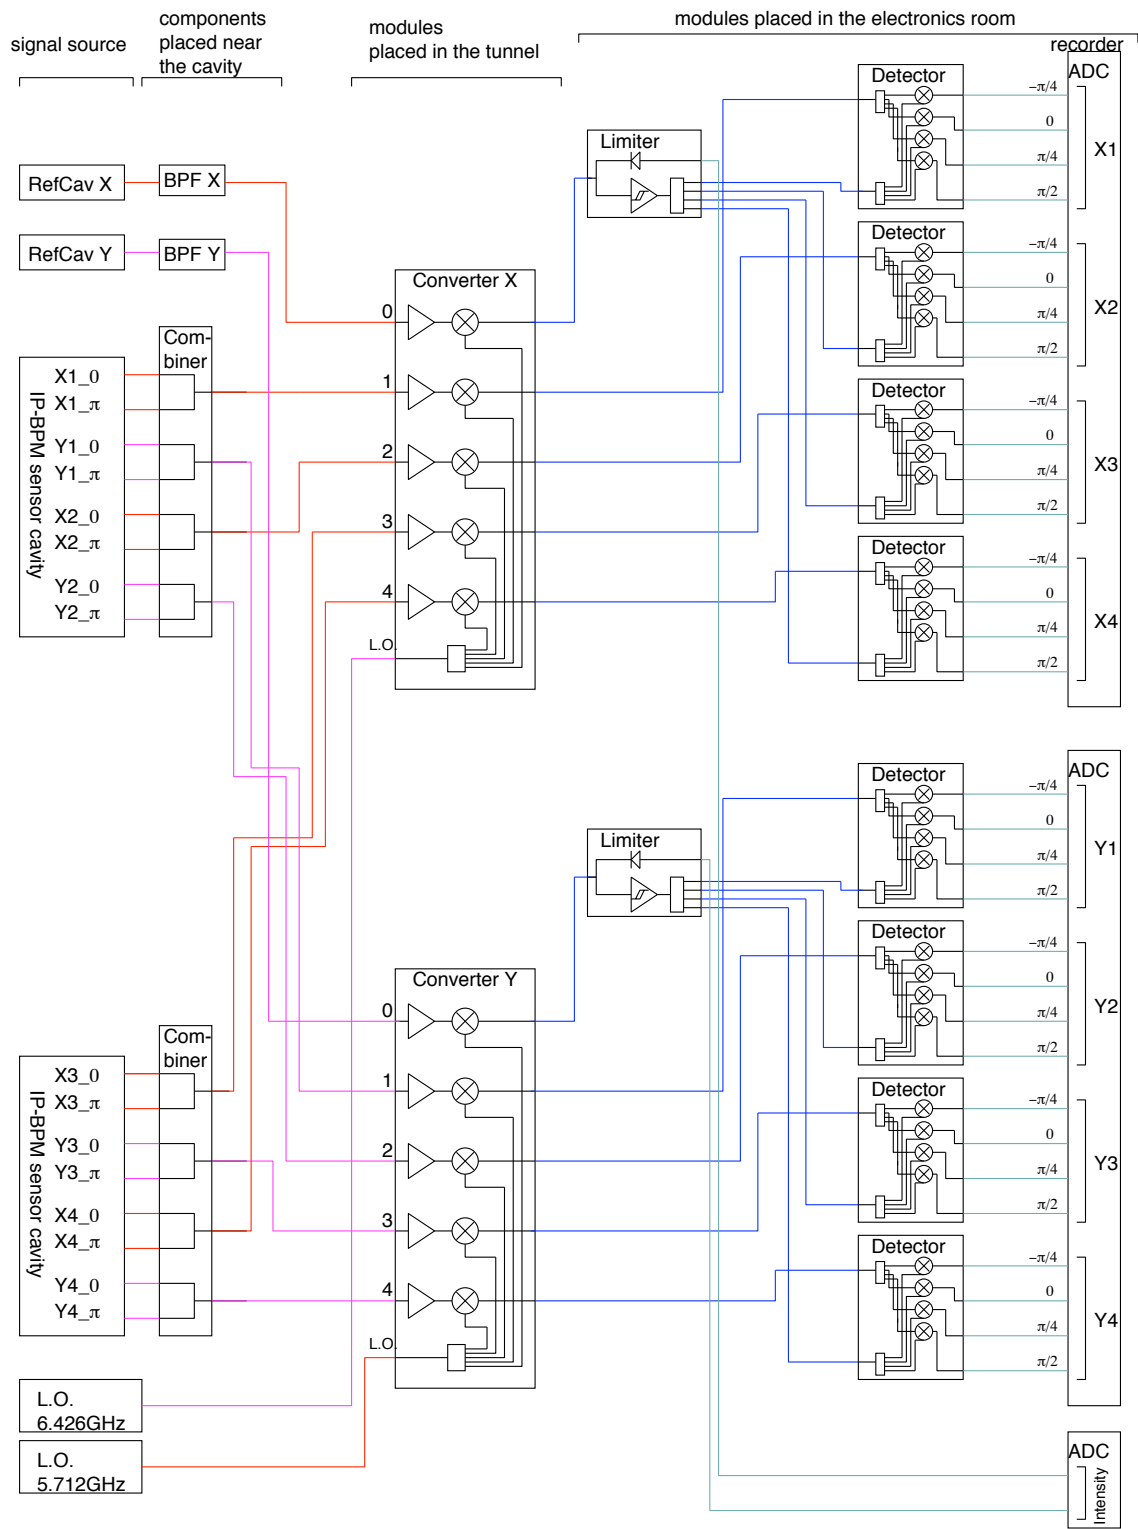 signal source
components
placed near
the cavity
modules
placed in the tunnel
modules placed in the electronics room
recorder
RefCav X
BPF X
RefCav Y
BPF Y
Com-
biner
IP-BPM sensor cavity
X1_0
X1_π
Y1_0
Y1_π
X2_0
X2_π
Y2_0
Y2_π
Converter X
0
1
2
3
4
L.O.
Limiter
Detector
−π/4
0
π/4
π/2
Detector
−π/4
0
π/4
π/2
Detector
−π/4
0
π/4
π/2
Detector
−π/4
0
π/4
π/2
ADC
X1
X2
X3
X4
Com-
biner
IP-BPM sensor cavity
X3_0
X3_π
Y3_0
Y3_π
X4_0
X4_π
Y4_0
Y4_π
Converter Y
0
1
2
3
4
L.O.
Limiter
Detector
−π/4
0
π/4
π/2
Detector
−π/4
0
π/4
π/2
Detector
−π/4
0
π/4
π/2
Detector
−π/4
0
π/4
π/2
ADC
Y1
Y2
Y3
Y4
L.O.
6.426GHz
L.O.
5.712GHz
ADC
Intensity